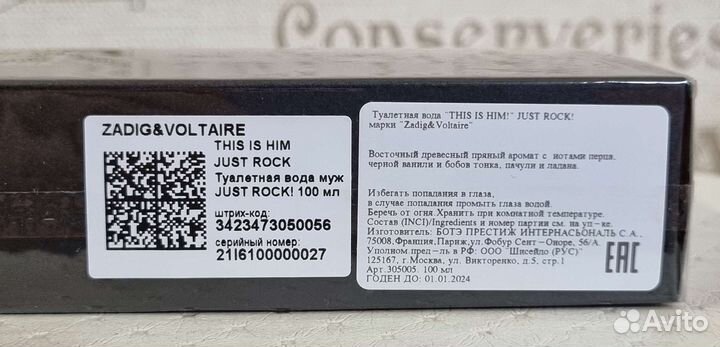 Conserveries
ZADIG&VOLTAIRE
THIS IS HIM
JUST ROCK
Туалетная вода муж
JUST ROCK! 100 мл
штрих-код:
3423473050056
серийный номер:
21I6100000027
Туалетная вода "THIS IS HIM!" JUST ROCK!
марки "Zadig&Voltaire"
Восточный древесный пряный аромат с нотами перца,
черной ванили и бобов тонка, пачули и ладана.
Избегать попадания в глаза,
в случае попадания промыть глаза водой.
Беречь от огня. Хранить при комнатной температуре.
Состав (INCI)/Ingredients и номер партии см. на уп-ке.
Изготовитель: БОТЭ ПРЕСТИЖ ИНТЕРНАСЬОНАЛЬ С.А.,
75008,Франция,Париж,ул.Фобур Сент-Оноре, 56/А.
Уполном пред-ль в РФ: ООО "Шисейдо (РУС)"
125167, г.Москва, ул. Викторенко, д.5, стр.1
Арт.305005. 100 мл
ГОДЕН ДО: 01.01.2024
EAC
Avito